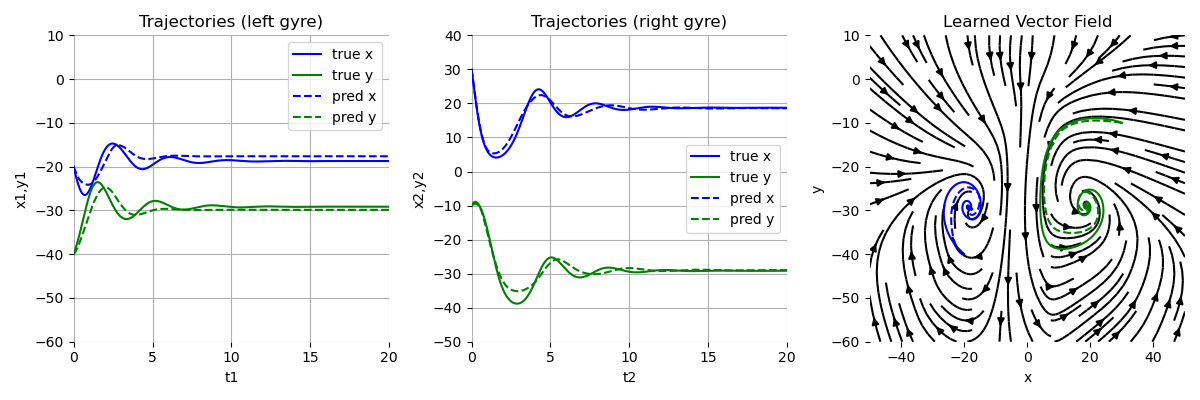 Trajectories (left gyre)
10
0
−10
−20
−30
−40
−50
−60
x1,y1
0
5
10
15
20
t1
true x
true y
pred x
pred y
Trajectories (right gyre)
40
30
20
10
0
−10
−20
−30
−40
−50
x2,y2
0
5
10
15
20
t2
true x
true y
pred x
pred y
Learned Vector Field
10
0
−10
−20
−30
−40
−50
−60
y
−40
−20
0
20
40
x